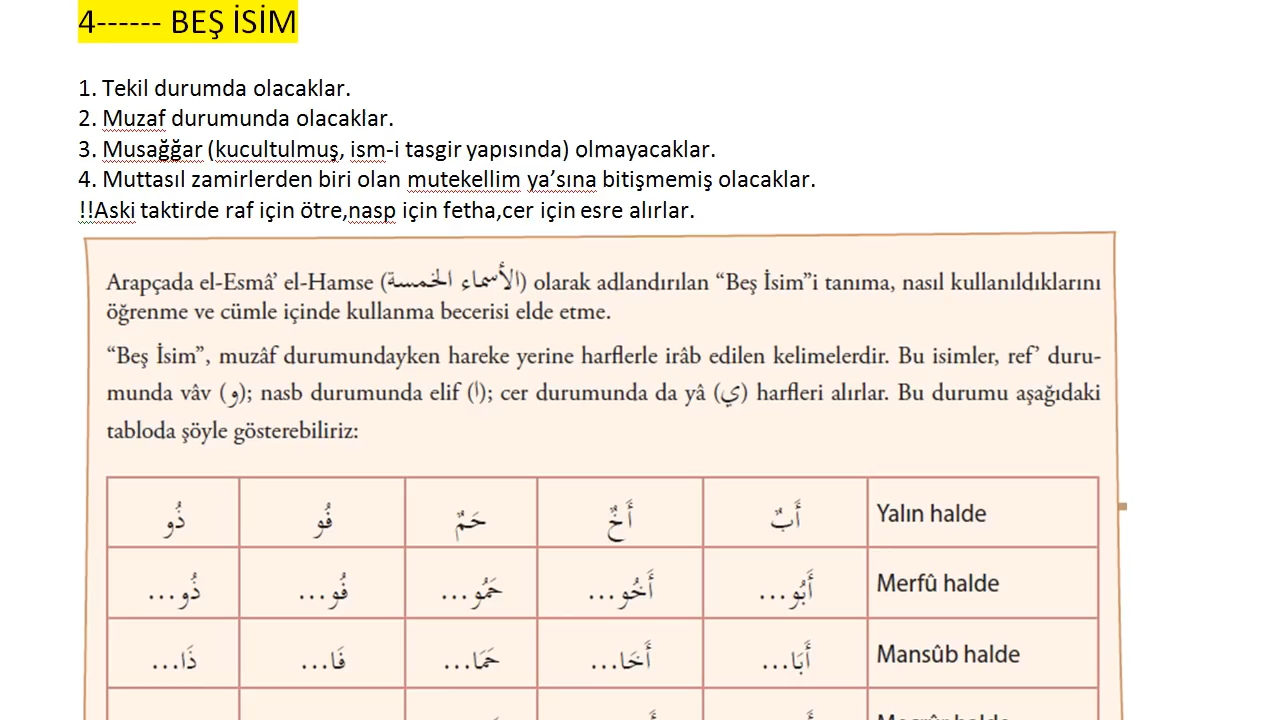 4------ BEŞ İSİM
1. Tekil durumda olacaklar.
2. Muzaf durumunda olacaklar.
3. Musağğar (kucultulmuş, ism-i tasgir yapısında) olmayacaklar.
4. Muttasıl zamirlerden biri olan mutekellim ya’sına bitişmemiş olacaklar.
!!Aski taktirde raf için ötre,nasp için fetha,cer için esre alırlar.
Arapçada el-Esmâ’ el-Hamse (الأسماء الخمسة) olarak adlandırılan “Beş İsim”i tanıma, nasıl kullanıldıklarını
öğrenme ve cümle içinde kullanma becerisi elde etme.
“Beş İsim”, muzâf durumundayken hareke yerine harflerle irâb edilen kelimelerdir. Bu isimler, ref’ duru-
munda vâv (و); nasb durumunda elif (ا); cer durumunda da yâ (ي) harfleri alırlar. Bu durumu aşağıdaki
tabloda şöyle gösterebiliriz:
ذُو فُو حَمٌ أَخٌ أَبٌ Yalın halde
ذُو... فُو... حَمُو... أَخُو... أَبُو... Merfû halde
ذَا... فَا... حَمَا... أَخَا... أَبَا... Mansûb halde